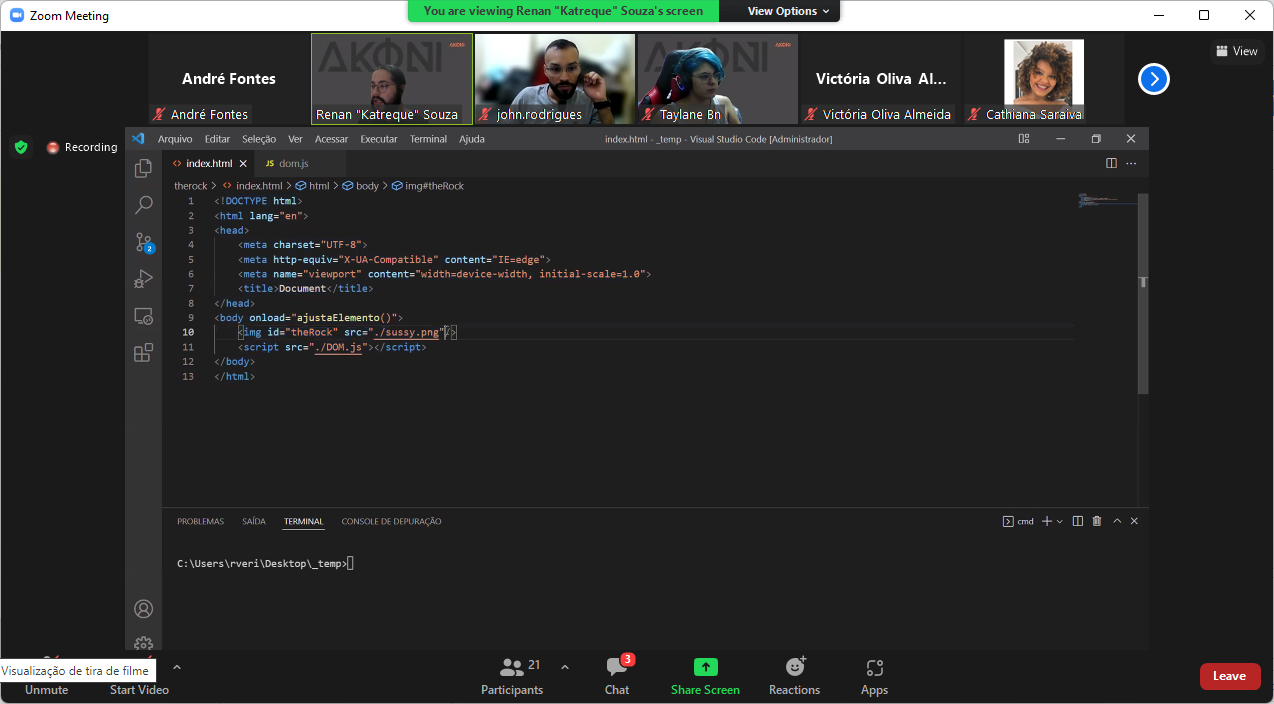 Zoom Meeting
You are viewing Renan "Katreque" Souza's screen
View Options
André Fontes
André Fontes
AKONI
AKONI
Renan "Katreque" Souza
john.rodrigues
AKONI
AKONI
Taylane Bn
Victória Oliva Al...
Victória Oliva Almeida
Cathiana Saraiva
View
Recording
Arquivo Editar Seleção Ver Acessar Executar Terminal Ajuda
index.html - _temp - Visual Studio Code [Administrador]
index.html
JS dom.js
therock > index.html > html > body > img#theRock
1 <!DOCTYPE html>
2 <html lang="en">
3 <head>
4 <meta charset="UTF-8">
5 <meta http-equiv="X-UA-Compatible" content="IE=edge">
6 <meta name="viewport" content="width=device-width, initial-scale=1.0">
7 <title>Document</title>
8 </head>
9 <body onload="ajustaElemento()">
10 <img id="theRock" src="./sussy.png"/>
11 <script src="./DOM.js"></script>
12 </body>
13 </html>
2
PROBLEMAS SAÍDA TERMINAL CONSOLE DE DEPURAÇÃO
cmd
C:\Users\rveri\Desktop\_temp>
Visualização de tira de filme
Unmute
Start Video
21
Participants
3
Chat
Share Screen
Reactions
Apps
Leave